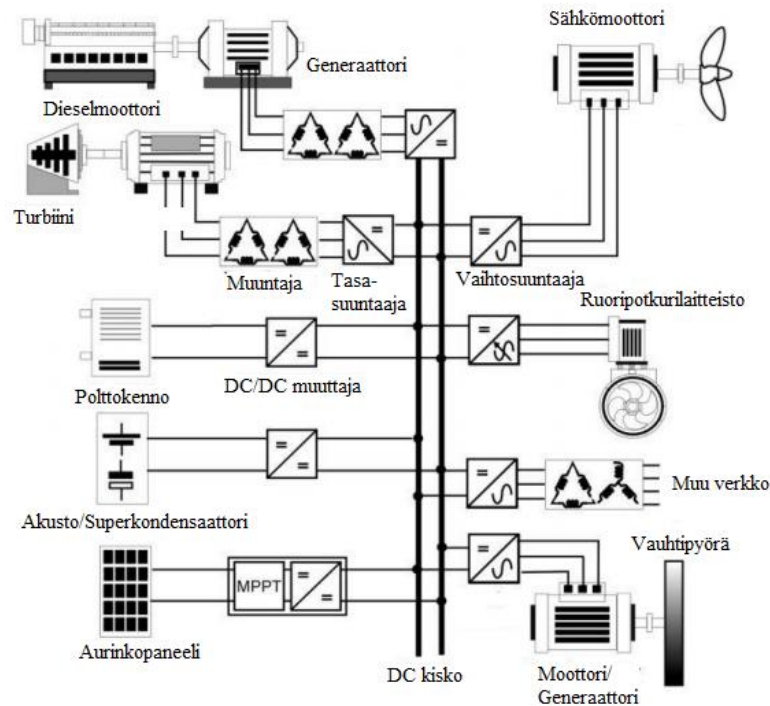 Sähkömoottori
Generaattori
Dieselmoottori
Turbiini
Muuntaja
Tasa-
suuntaaja
Vaihtosuuntaaja
Ruoripotkurilaitteisto
Polttokenno
DC/DC muuttaja
Akusto/Superkondensaattori
Muu verkko
Vauhtipyörä
MPPT
Aurinkopaneeli
DC kisko
Moottori/
Generaattori